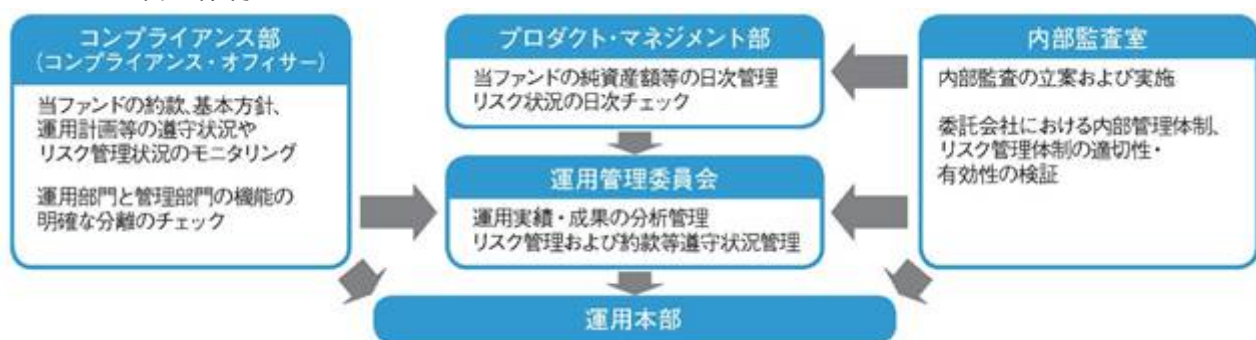 コンプライアンス部
(コンプライアンス・オフィサー)
当ファンドの約款、基本方針、
運用計画等の遵守状況や
リスク管理状況のモニタリング
運用部門と管理部門の機能の
明確な分離のチェック
プロダクト・マネジメント部
当ファンドの純資産額等の日次管理
リスク状況の日次チェック
運用管理委員会
運用実績・成果の分析管理
リスク管理および約款等遵守状況管理
内部監査室
内部監査の立案および実施
委託会社における内部管理体制、
リスク管理体制の適切性・
有効性の検証
運用本部